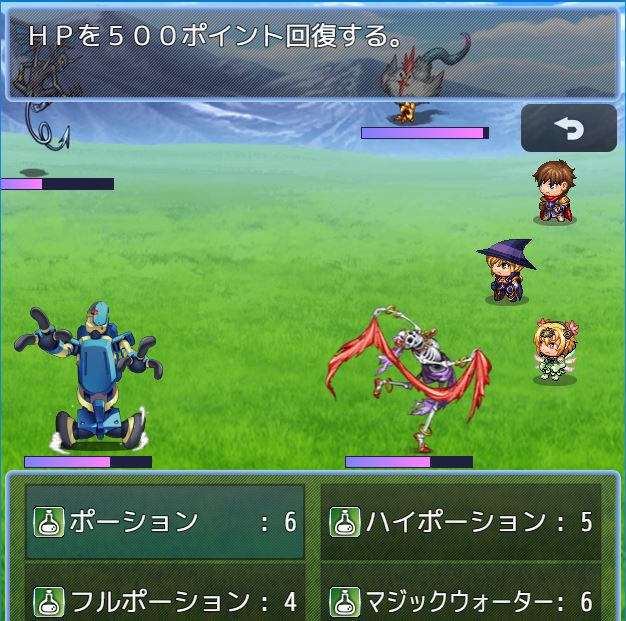 ＨＰを５００ポイント回復する。
ポーション : 6
ハイポーション : 5
フルポーション : 4
マジックウォーター : 6